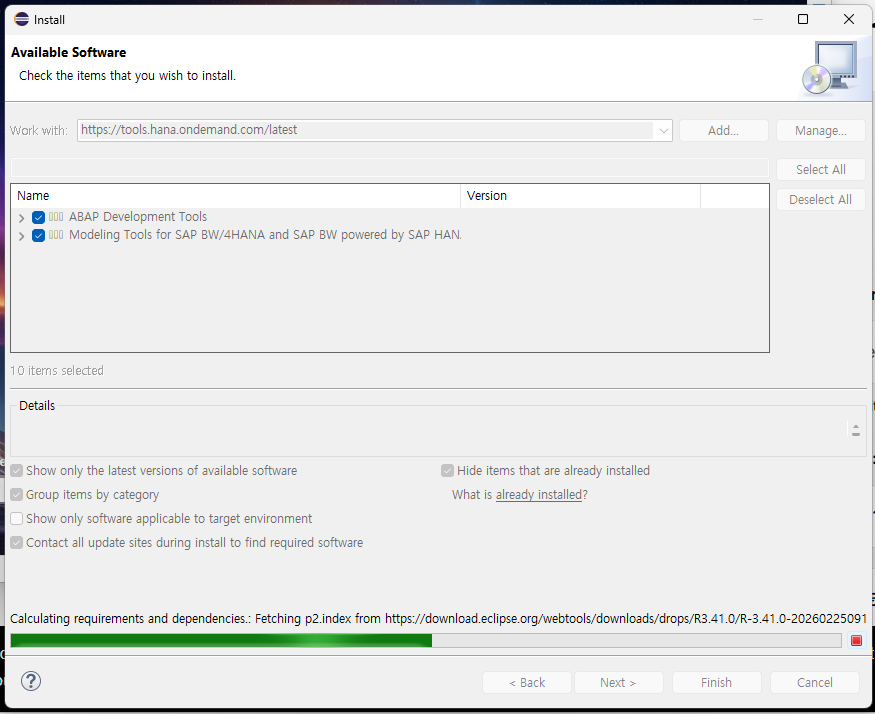 Install
Available Software
Check the items that you wish to install.
Work with: https://tools.hana.ondemand.com/latest Add... Manage...
Select All
Name Version
Deselect All
ABAP Development Tools
Modeling Tools for SAP BW/4HANA and SAP BW powered by SAP HAN.
10 items selected
Details
Show only the latest versions of available software
Hide items that are already installed
Group items by category
What is already installed?
Show only software applicable to target environment
Contact all update sites during install to find required software
Calculating requirements and dependencies.: Fetching p2.index from https://download.eclipse.org/webtools/downloads/drops/R3.41.0/R-3.41.0-20260225091
?
< Back Next > Finish Cancel